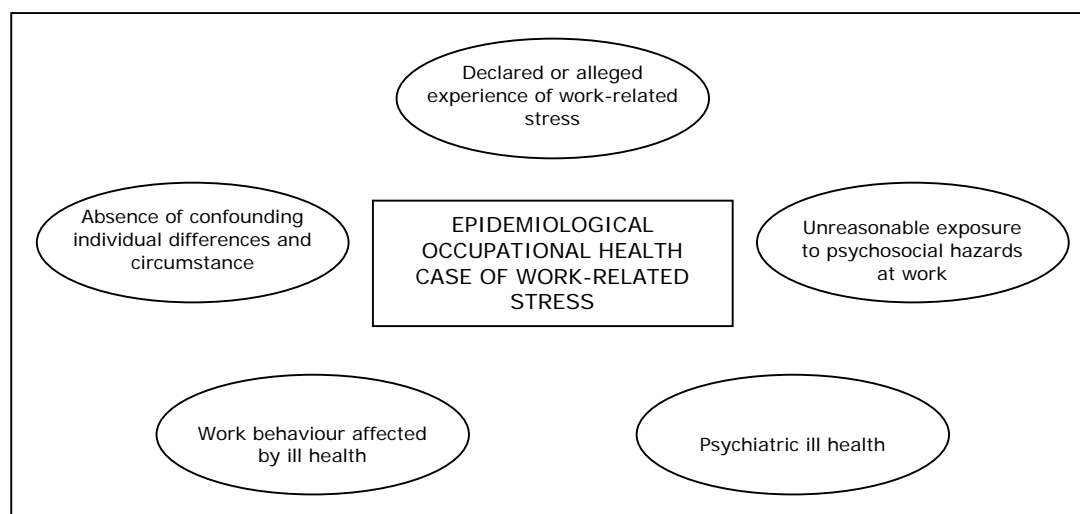 Declared or alleged
experience of work-related
stress
Absence of confounding
individual differences and
circumstance
EPIDEMIOLOGICAL
OCCUPATIONAL HEALTH
CASE OF WORK-RELATED
STRESS
Unreasonable exposure
to psychosocial hazards
at work
Work behaviour affected
by ill health
Psychiatric ill health